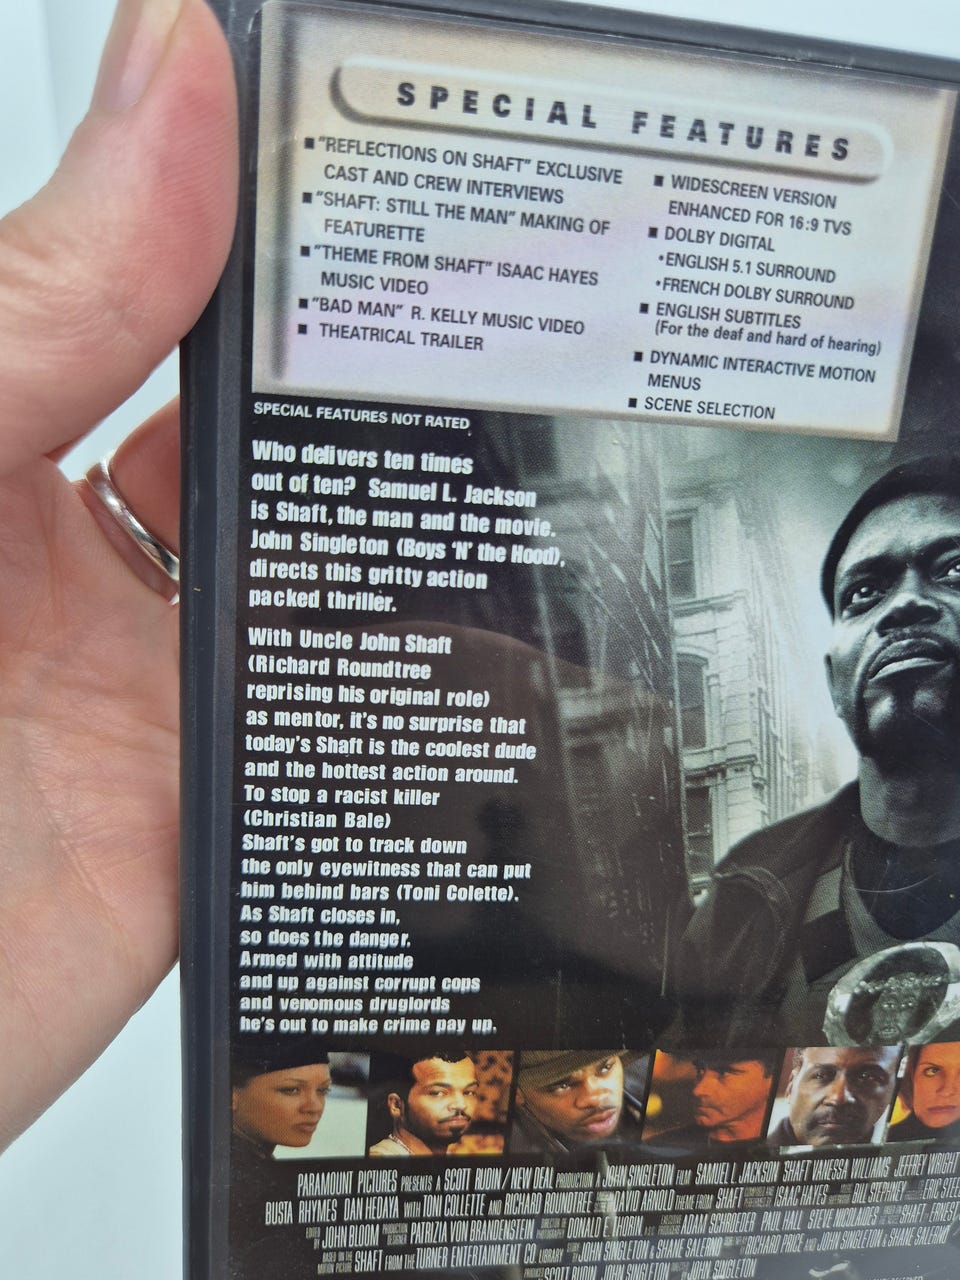 SPECIAL FEATURES
■ "REFLECTIONS ON SHAFT" EXCLUSIVE
CAST AND CREW INTERVIEWS
■ "SHAFT: STILL THE MAN" MAKING OF
FEATURETTE
■ "THEME FROM SHAFT" ISAAC HAYES
MUSIC VIDEO
■ "BAD MAN" R. KELLY MUSIC VIDEO
■ THEATRICAL TRAILER
■ WIDESCREEN VERSION
ENHANCED FOR 16:9 TVS
■ DOLBY DIGITAL
•ENGLISH 5.1 SURROUND
•FRENCH DOLBY SURROUND
■ ENGLISH SUBTITLES
(For the deaf and hard of hearing)
■ DYNAMIC INTERACTIVE MOTION
MENUS
■ SCENE SELECTION
SPECIAL FEATURES NOT RATED
Who delivers ten times
out of ten? Samuel L. Jackson
is Shaft, the man and the movie.
John Singleton (Boys 'N' the Hood),
directs this gritty action
packed thriller.
With Uncle John Shaft
(Richard Roundtree
reprising his original role)
as mentor, it's no surprise that
today's Shaft is the coolest dude
and the hottest action around.
To stop a racist killer
(Christian Bale)
Shaft's got to track down
the only eyewitness that can put
him behind bars (Toni Colette).
As Shaft closes in,
so does the danger.
Armed with attitude
and up against corrupt cops
and venomous druglords
he's out to make crime pay up.
PARAMOUNT PICTURES PRESENTS A SCOTT RUDIN / NEW DEAL PRODUCTION A JOHN SINGLETON FILM SAMUEL L JACKSON SHAFT VANESSA WILLIAMS JEFFREY WRIGHT
BUSTA RHYMES DAN HEDAYA WITH TONI COLLETTE AND RICHARD ROUNDTREE DAVID ARNOLD THEME FROM SHAFT ISAAC HAYES BILL STEPHNEY
EDITED BY JOHN BLOOM PRODUCTION DESIGNER PATRIZIA VON BRANDENSTEIN DONALD E. THORIN ADAM SCHROEDER PAUL HALL STEVE NICOLAIDES SHAFT
BASED ON THE MOTION PICTURE SHAFT FROM THE TURNER ENTERTAINMENT CO. LIBRARY JOHN SINGLETON & SHANE SALERNO RICHARD PRICE AND JOHN SINGLETON & SHANE SALERNO
SCOTT RUDIN JOHN SINGLETON JOHN SINGLETON